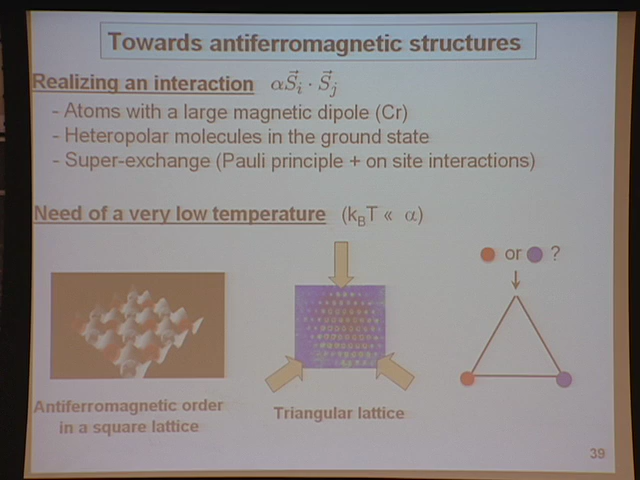 Towards antiferromagnetic structures
Realizing an interaction α S⃗i · S⃗j
- Atoms with a large magnetic dipole (Cr)
- Heteropolar molecules in the ground state
- Super-exchange (Pauli principle + on site interactions)
Need of a very low temperature (kBT « α)
or ?
Antiferromagnetic order
in a square lattice
Triangular lattice
39